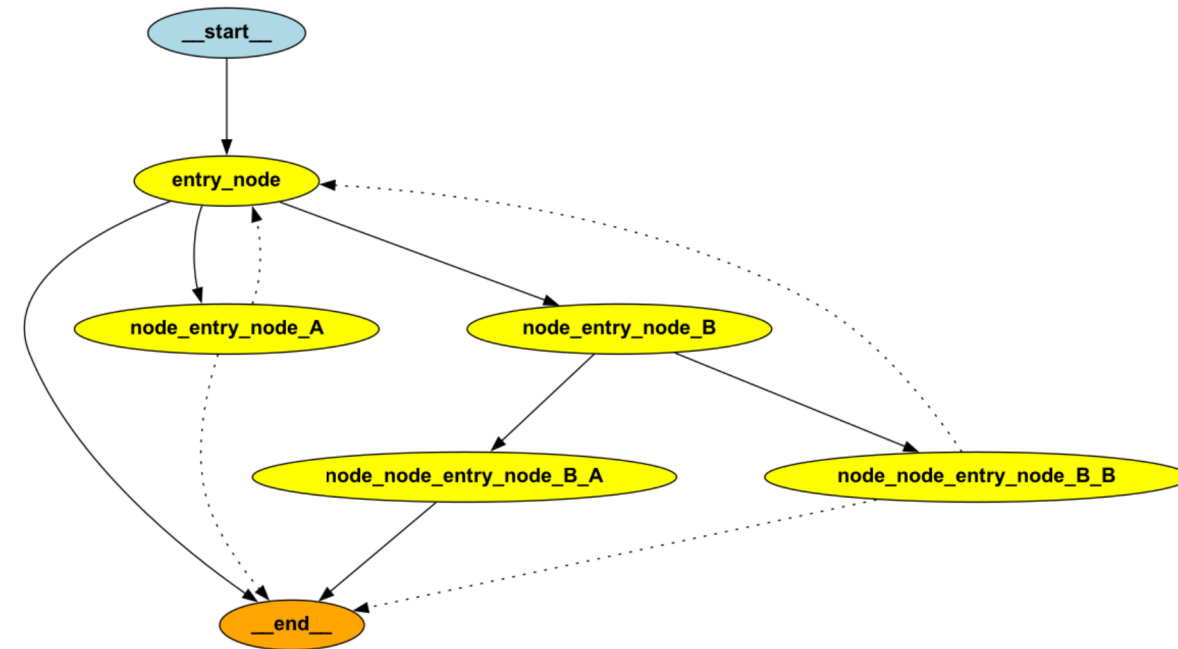 __start__
entry_node
node_entry_node_A
node_entry_node_B
node_node_entry_node_B_A
node_node_entry_node_B_B
__end__